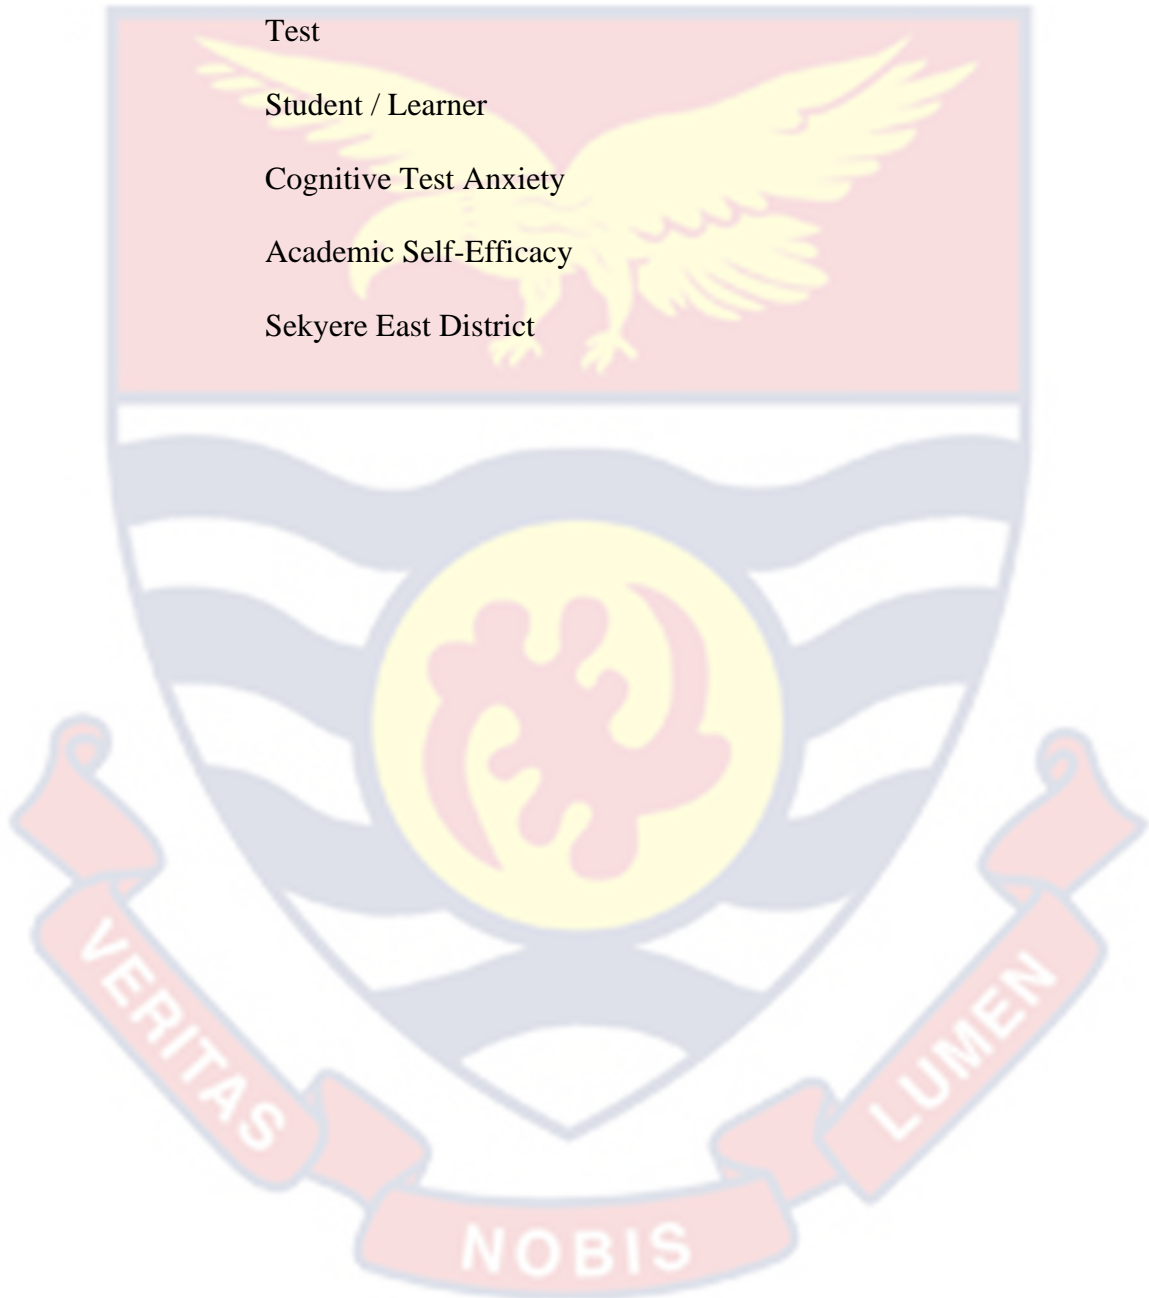 Test
Student / Learner
Cognitive Test Anxiety
Academic Self-Efficacy
Sekyere East District
VERITAS
NOBIS
LUMEN